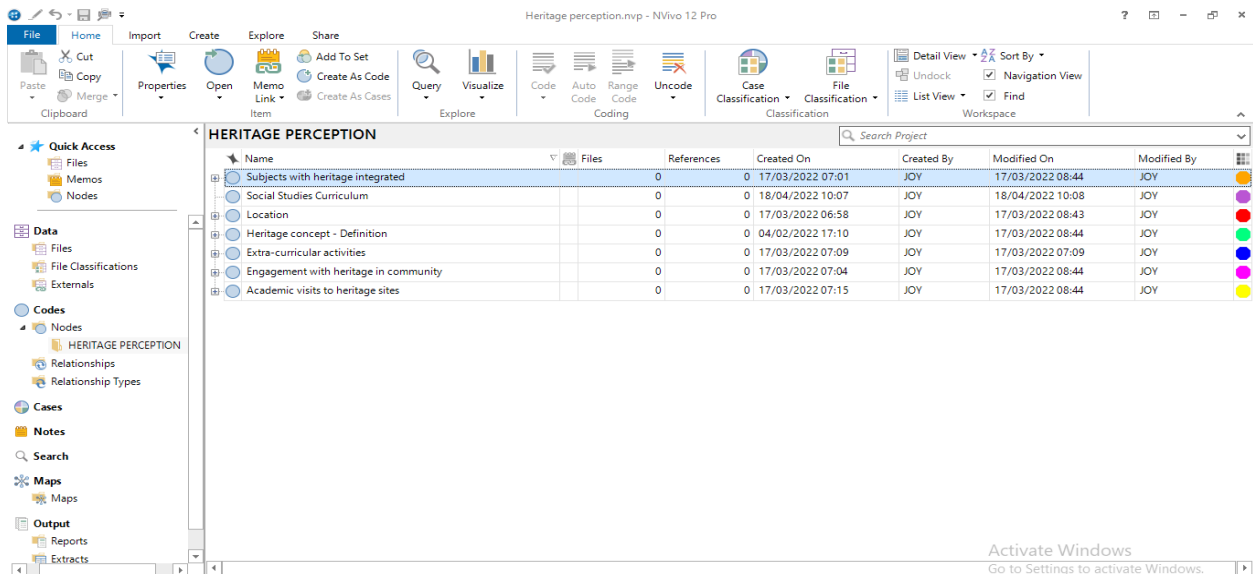 Heritage perception.nvp - NVivo 12 Pro
File Home Import Create Explore Share
Paste Cut Copy Merge Properties Open Memo Link Add To Set Create As Code Create As Cases Query Visualize Code Auto Code Range Code Uncode Case Classification File Classification Detail View Sort By Undock Navigation View List View Find
Clipboard Item Explore Coding Classification Workspace
Quick Access
Files
Memos
Nodes
Data
Files
File Classifications
Externals
Codes
Nodes
HERITAGE PERCEPTION
Relationships
Relationship Types
Cases
Notes
Search
Maps
Maps
Output
Reports
Extracts
HERITAGE PERCEPTION Search Project
Name Files References Created On Created By Modified On Modified By
Subjects with heritage integrated 0 0 17/03/2022 07:01 JOY 17/03/2022 08:44 JOY
Social Studies Curriculum 0 0 18/04/2022 10:07 JOY 18/04/2022 10:08 JOY
Location 0 0 17/03/2022 06:58 JOY 17/03/2022 08:43 JOY
Heritage concept - Definition 0 0 04/02/2022 17:10 JOY 17/03/2022 08:44 JOY
Extra-curricular activities 0 0 17/03/2022 07:09 JOY 17/03/2022 07:09 JOY
Engagement with heritage in community 0 0 17/03/2022 07:04 JOY 17/03/2022 08:44 JOY
Academic visits to heritage sites 0 0 17/03/2022 07:15 JOY 17/03/2022 08:44 JOY
Activate Windows
Go to Settings to activate Windows.